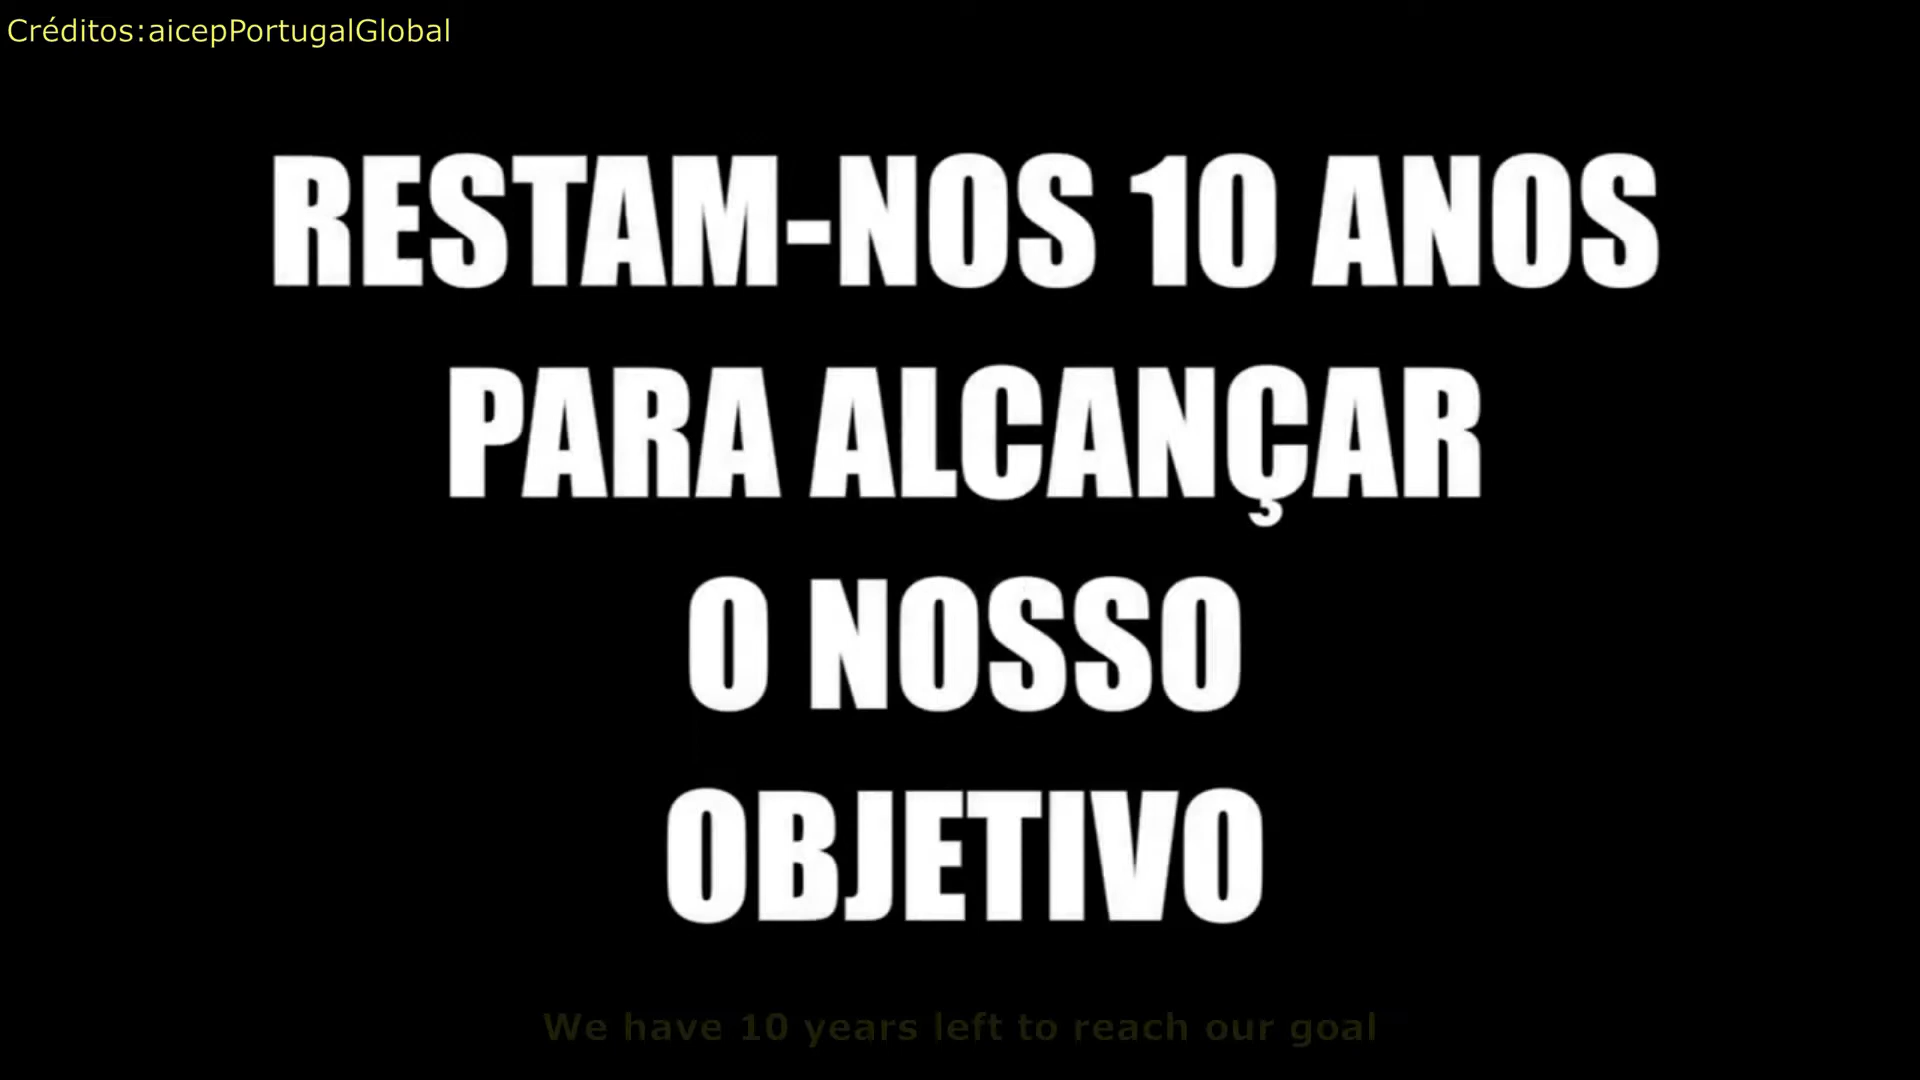 Créditos:aicepPortugalGlobal
RESTAM-NOS 10 ANOS
PARA ALCANÇAR
O NOSSO
OBJETIVO
We have 10 years left to reach our goal